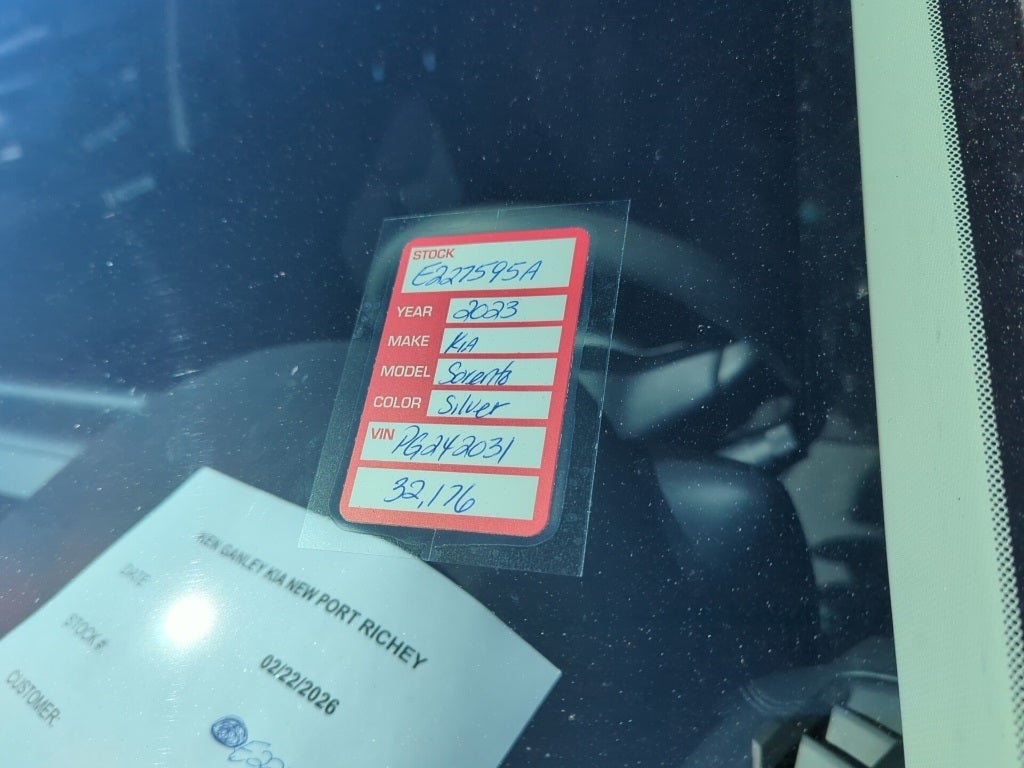 STOCK
E227595A
YEAR 2023
MAKE KIA
MODEL Sorento
COLOR Silver
VIN PG242031
32,176
KEN GANLEY KIA NEW PORT RICHEY
DATE 02/22/2026
STOCK # E22
CUSTOMER: